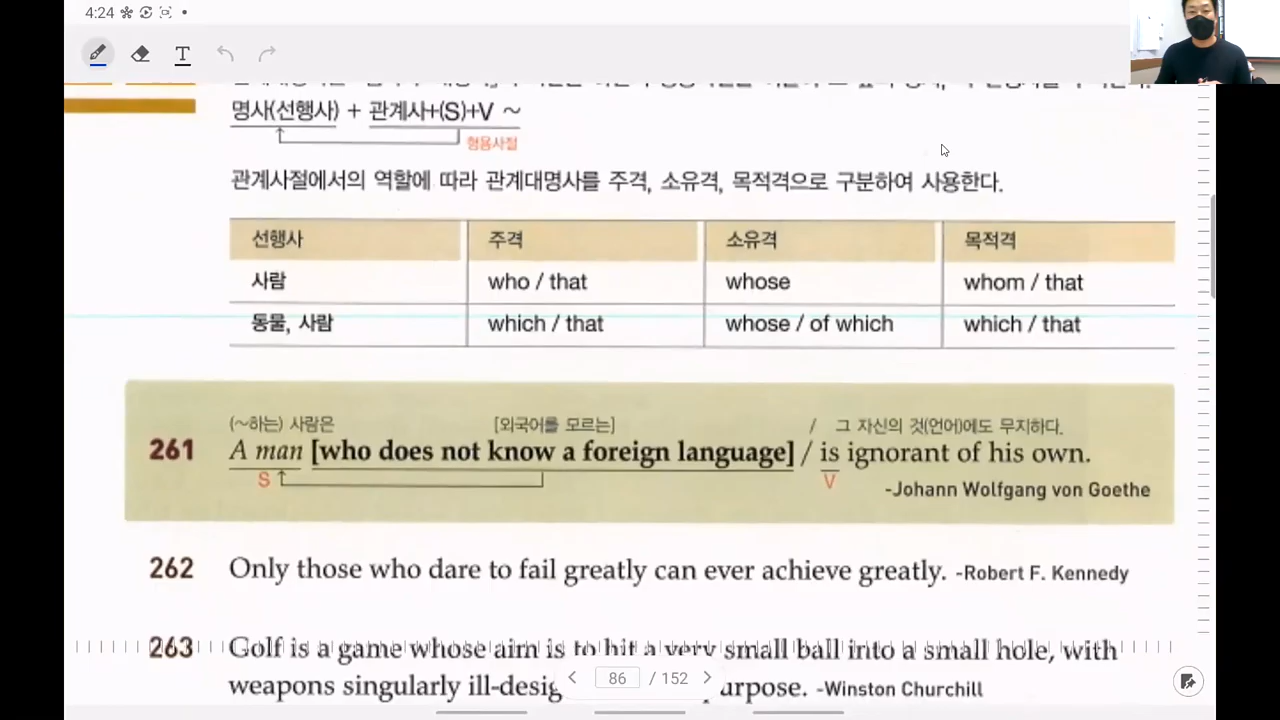 4:24
명사(선행사) + 관계사+(S)+V ~
형용사절
관계사절에서의 역할에 따라 관계대명사를 주격, 소유격, 목적격으로 구분하여 사용한다.
선행사 주격 소유격 목적격
사람 who / that whose whom / that
동물, 사람 which / that whose / of which which / that
(~하는) 사람은 [외국어를 모르는] / 그 자신의 것(언어)에도 무지하다.
261 A man [who does not know a foreign language] / is ignorant of his own.
S V
-Johann Wolfgang von Goethe
262 Only those who dare to fail greatly can ever achieve greatly. -Robert F. Kennedy
263 Golf is a game whose aim is to hit a very small ball into a small hole, with
weapons singularly ill-desig urpose. -Winston Churchill
86 / 152